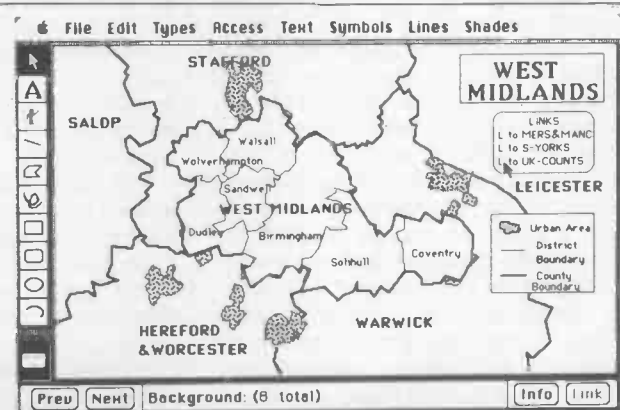 File Edit Types Access Text Symbols Lines Shades
STAFFORD
WEST
MIDLANDS
SALOP
LINKS
L to MERS&MANC
L to S-YORKS
L to UK-COUNTS
Walsall
Wolverhampton
Sandwell
LEICESTER
WEST MIDLANDS
Dudley
Birmingham
Solihull
Coventry
Urban Area
District
Boundary
County
Boundary
HEREFORD
& WORCESTER
WARWICK
A
Prev Next Background: (8 total) Info Link